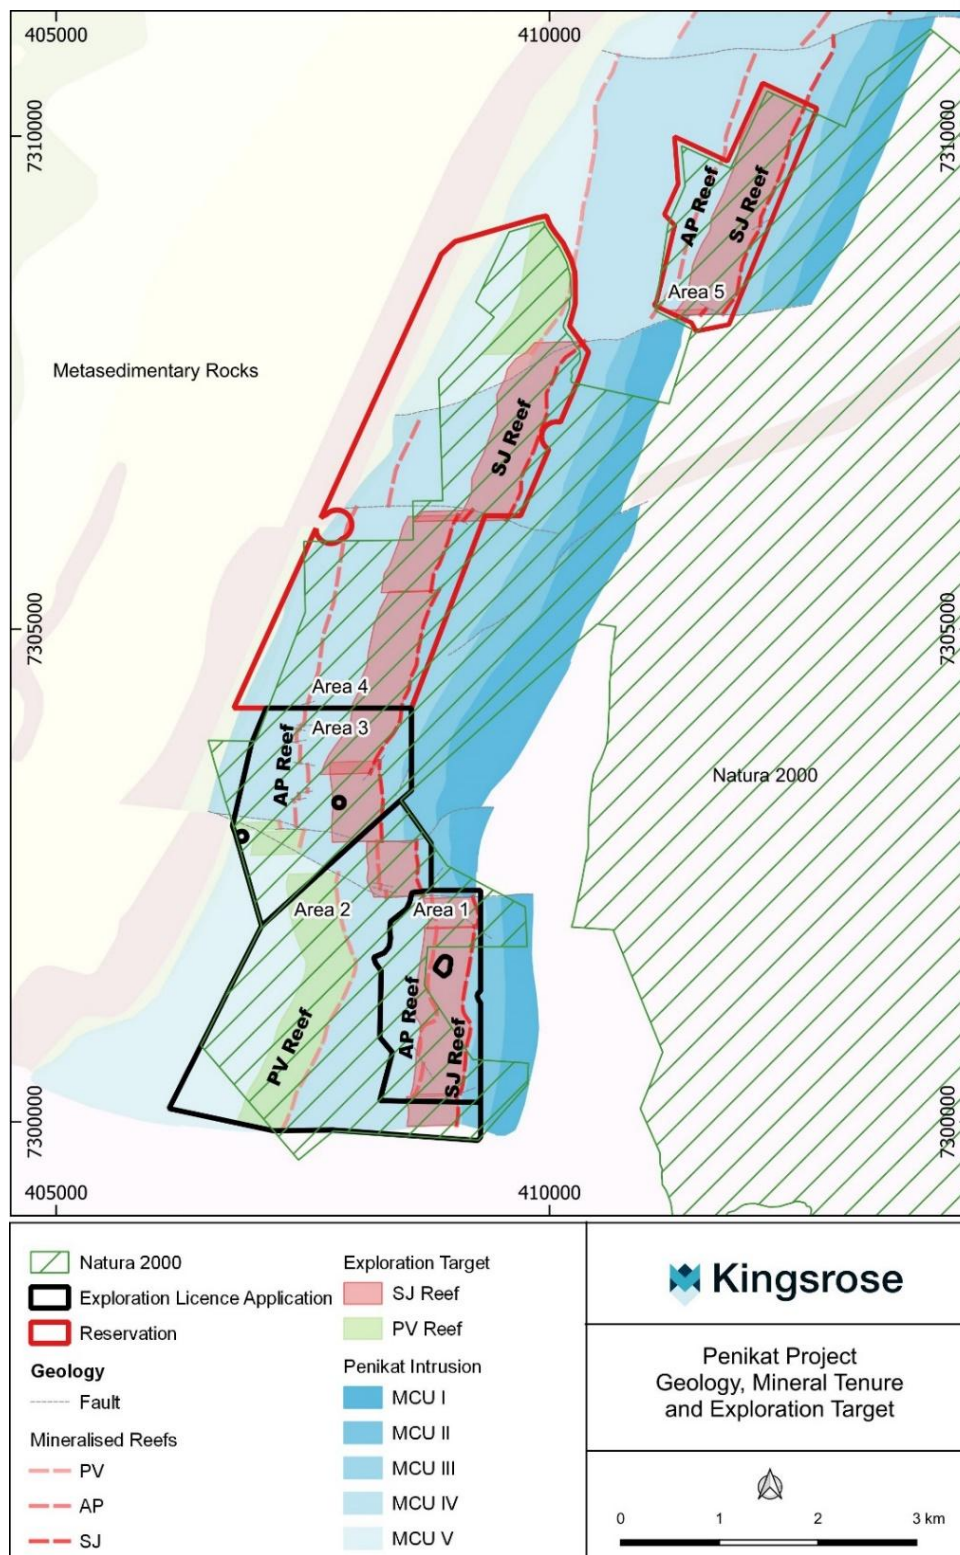 405000
410000
7310000
7310000
AP Reef
SJ Reef
Area 5
Metasedimentary Rocks
SJ Reef
7305000
7305000
Area 4
Area 3
AP Reef
Natura 2000
Area 2
Area 1
PV Reef
AP Reef
SJ Reef
7300000
7300000
405000
410000
Natura 2000
Exploration Licence Application
Reservation
Geology
Fault
Mineralised Reefs
PV
AP
SJ
Exploration Target
SJ Reef
PV Reef
Penikat Intrusion
MCU I
MCU II
MCU III
MCU IV
MCU V
Kingsrose
Penikat Project
Geology, Mineral Tenure
and Exploration Target
0 1 2 3 km